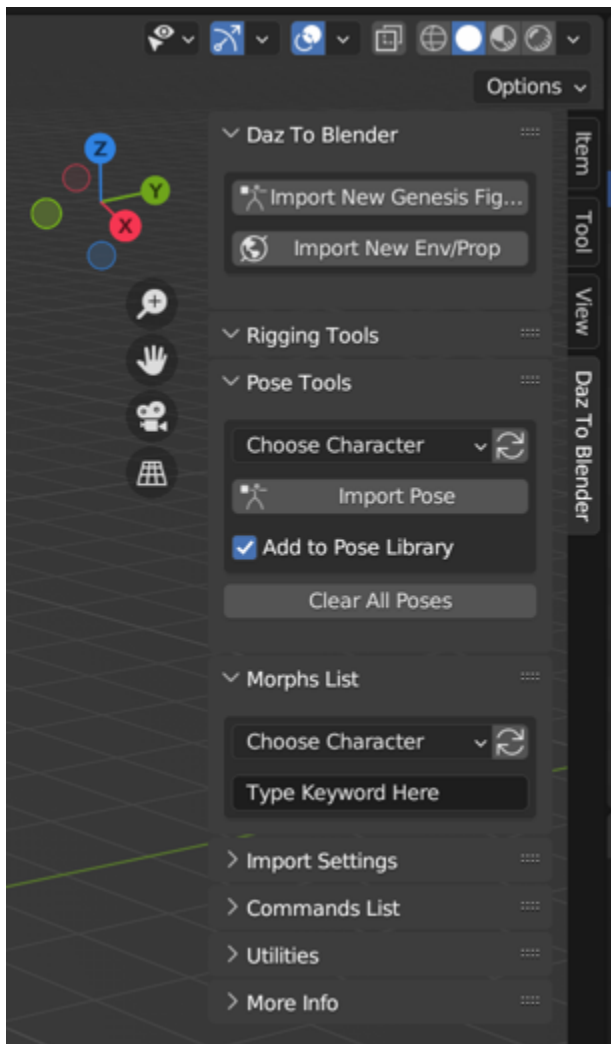 Options
Z
Y
X
Daz To Blender
Import New Genesis Fig...
Import New Env/Prop
Rigging Tools
Pose Tools
Choose Character
Import Pose
Add to Pose Library
Clear All Poses
Morphs List
Choose Character
Type Keyword Here
Import Settings
Commands List
Utilities
More Info
Item
Tool
View
Daz To Blender